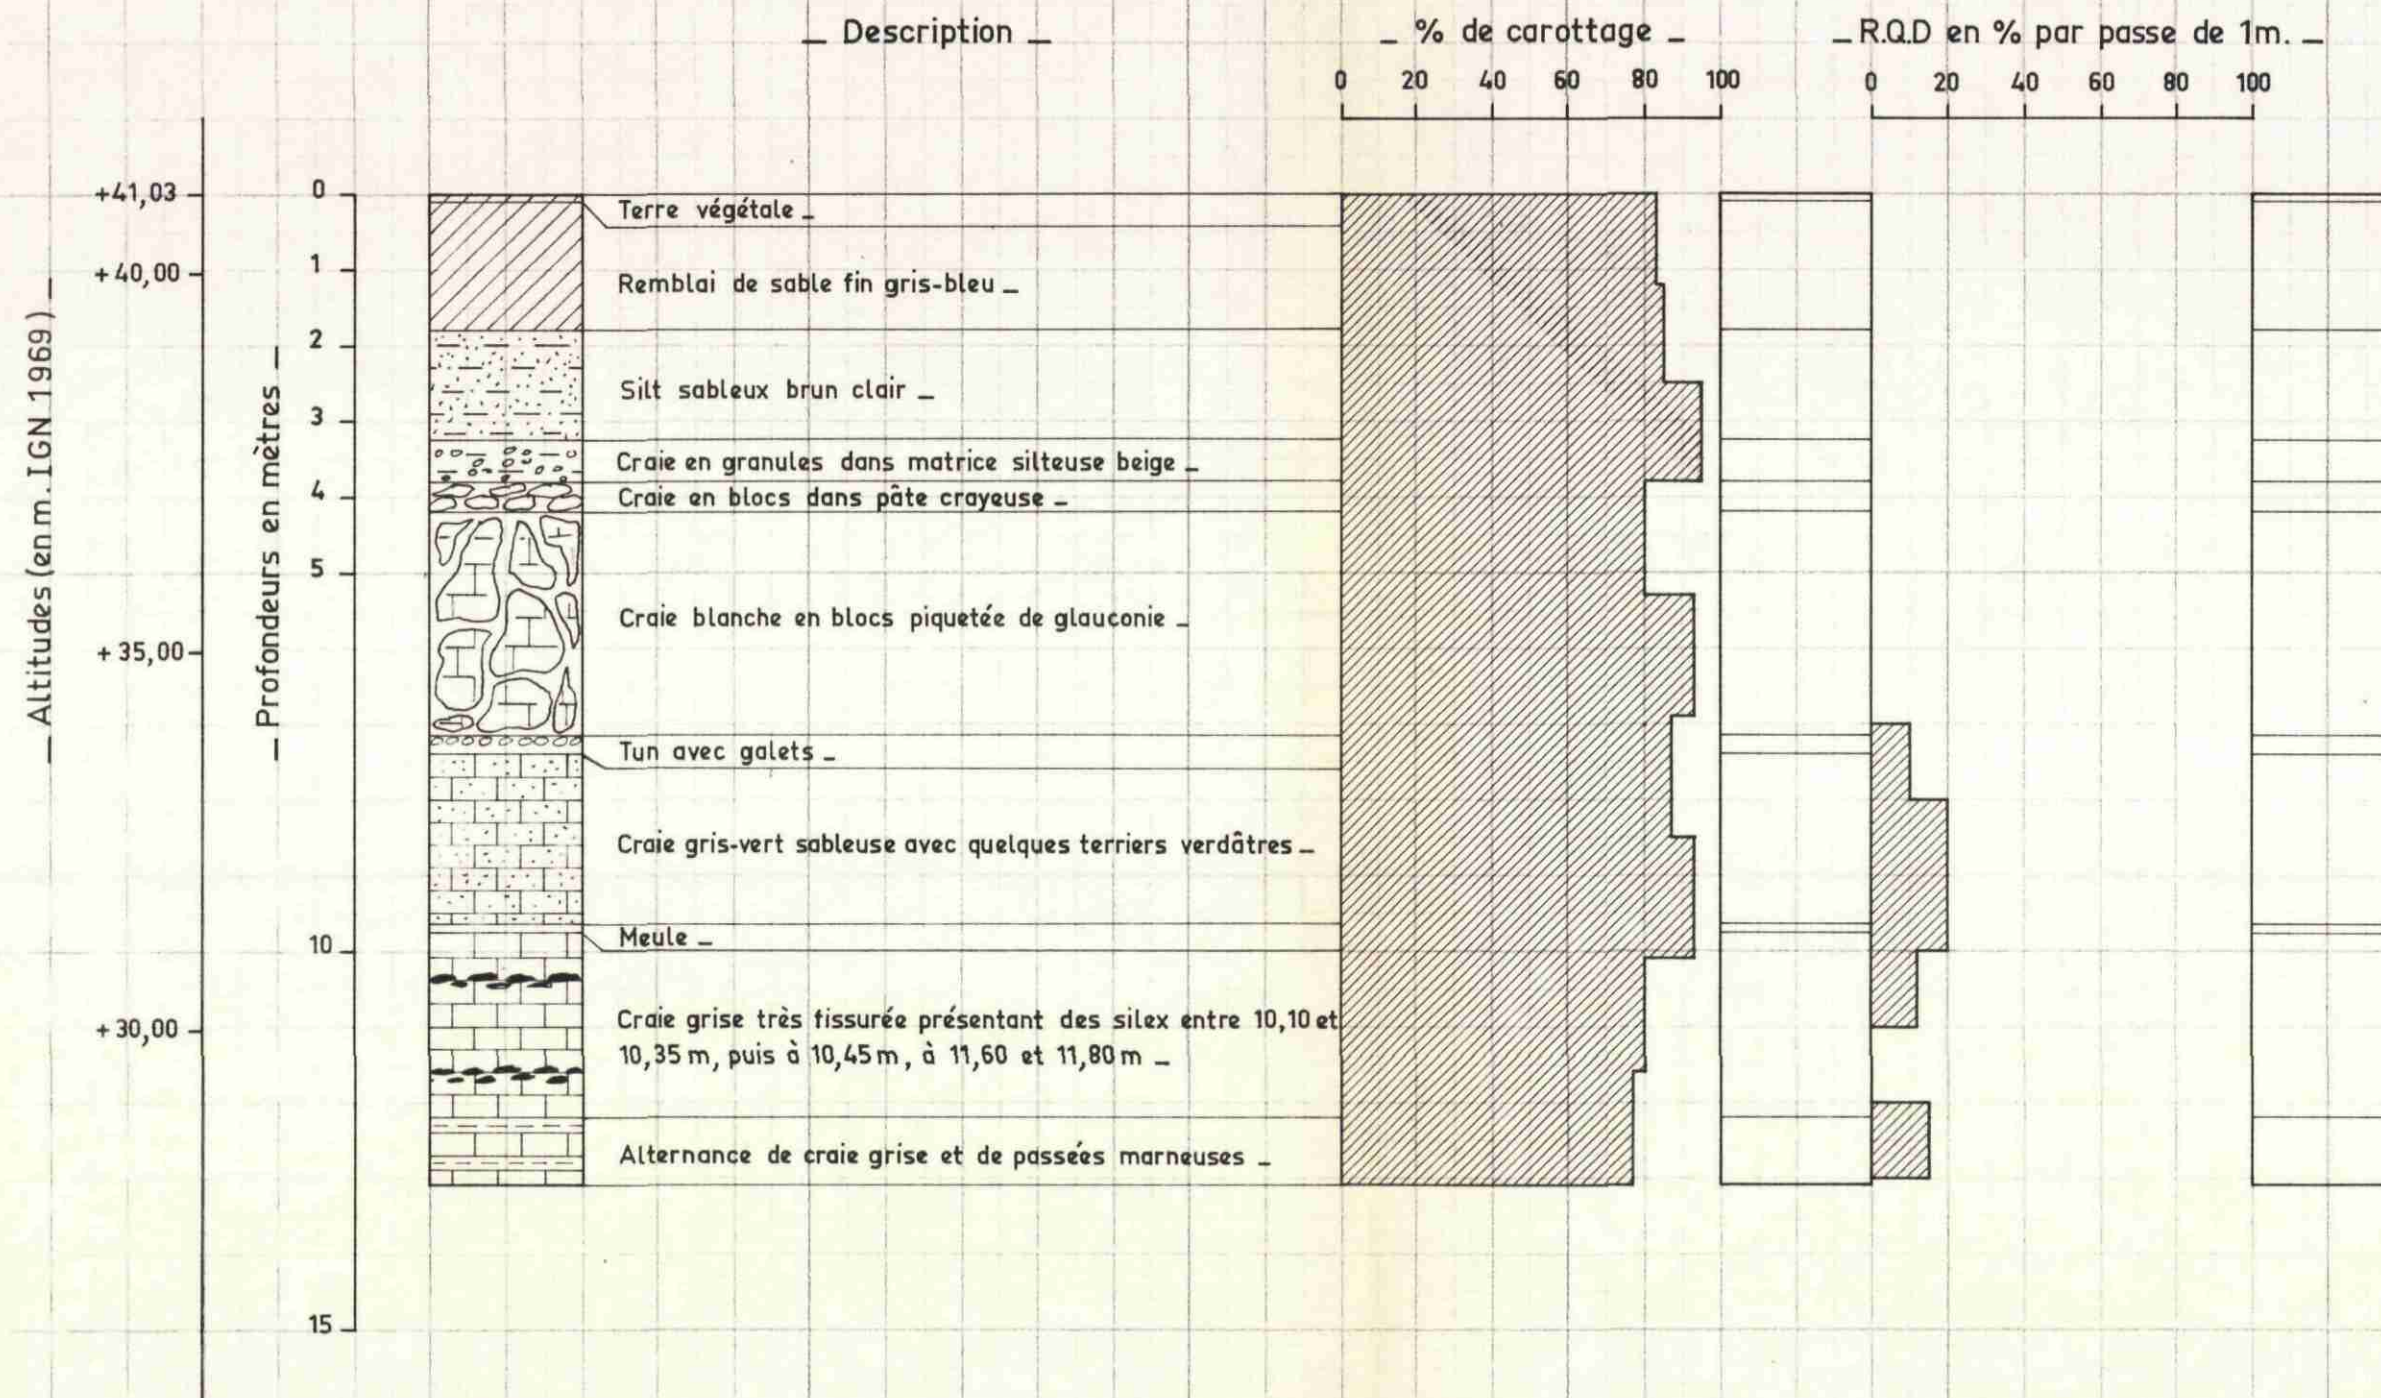 _ Description _
_ % de carottage _
_ R.Q.D en % par passe de 1m. _
0 20 40 60 80 100
0 20 40 60 80 100
_ Altitudes (en m. IGN 1969) _
+41,03
+40,00
+35,00
+30,00
_ Profondeurs en mètres _
0
1
2
3
4
5
10
15
Terre végétale _
Remblai de sable fin gris-bleu _
Silt sableux brun clair _
Craie en granules dans matrice silteuse beige _
Craie en blocs dans pâte crayeuse _
Craie blanche en blocs piquetée de glauconie _
Tun avec galets _
Craie gris-vert sableuse avec quelques terriers verdâtres _
Meule _
Craie grise très fissurée présentant des silex entre 10,10 et
10,35 m, puis à 10,45 m, à 11,60 et 11,80 m _
Alternance de craie grise et de passées marneuses _